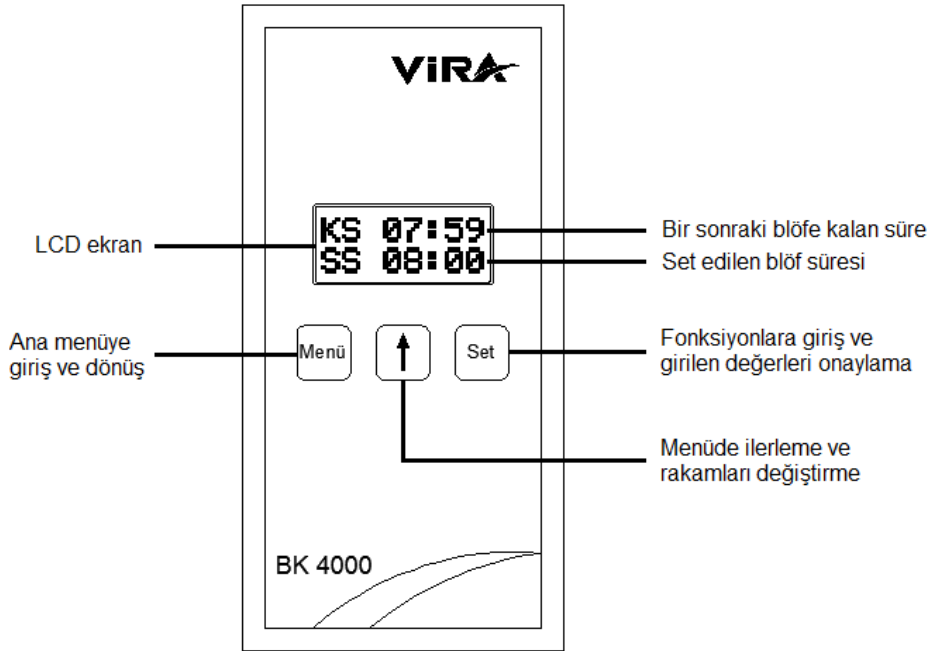 ViRA
KS 07:59
SS 08:00
LCD ekran
Bir sonraki blöfe kalan süre
Set edilen blöf süresi
Ana menüye
giriş ve dönüş
Menü
Set
Fonksiyonlara giriş ve
girilen değerleri onaylama
Menüde ilerleme ve
rakamları değiştirme
BK 4000